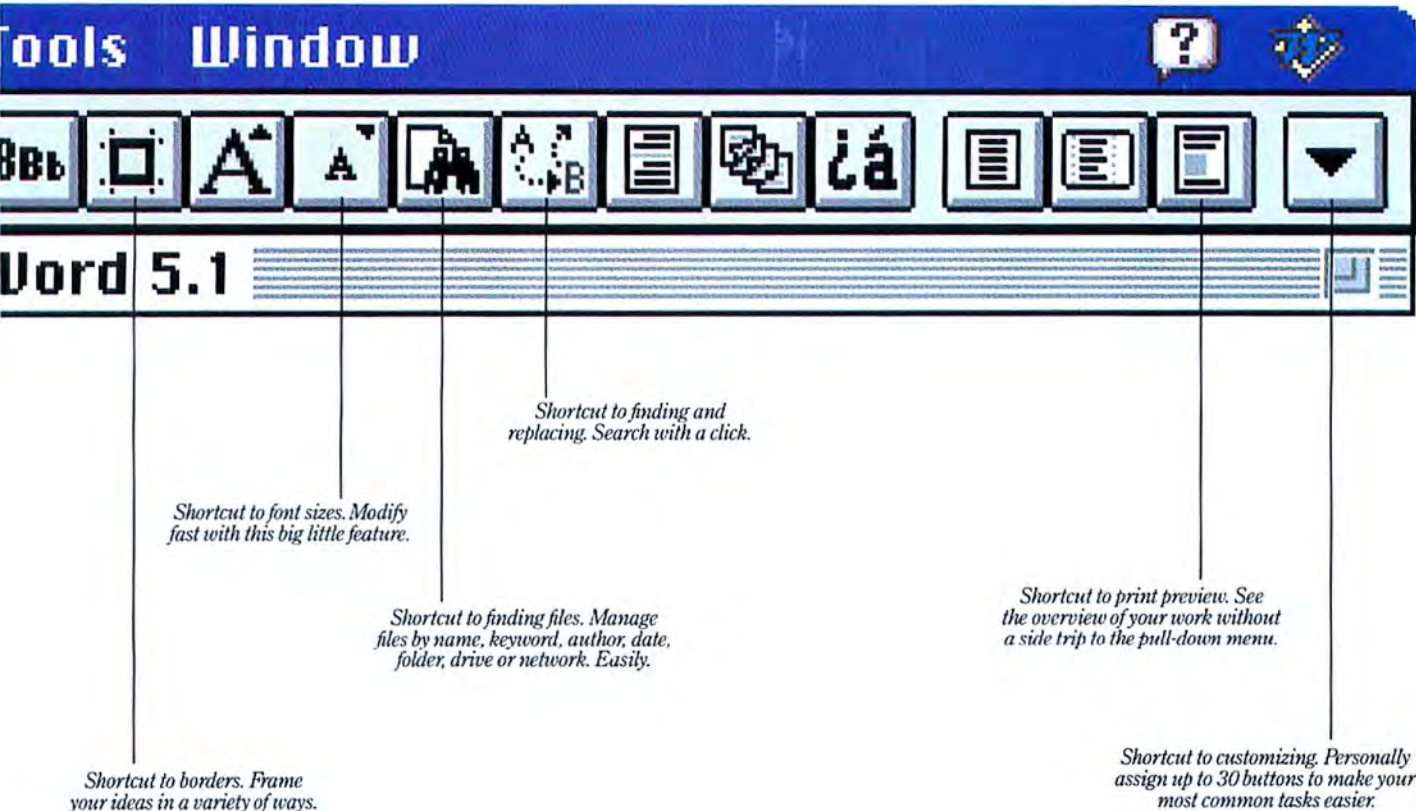 Tools Window
?
BBb
A
A
A
B
¿á
Word 5.1
Shortcut to finding and
replacing. Search with a click.
Shortcut to font sizes. Modify
fast with this big little feature.
Shortcut to finding files. Manage
files by name, keyword, author, date,
folder, drive or network. Easily.
Shortcut to print preview. See
the overview of your work without
a side trip to the pull-down menu.
Shortcut to borders. Frame
your ideas in a variety of ways.
Shortcut to customizing. Personally
assign up to 30 buttons to make your
most common tasks easier.